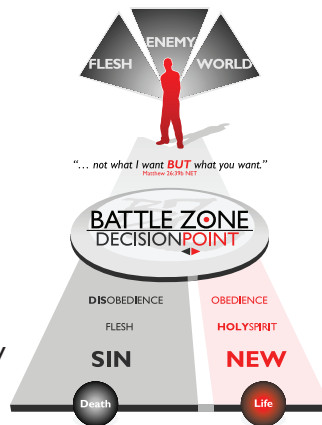 ENEMY
FLESH WORLD
“… not what I want BUT what you want.”
Matthew 26:39b NET
BATTLE ZONE
DECISIONPOINT
DISOBEDIENCE OBEDIENCE
FLESH HOLYSPIRIT
SIN NEW
Death Life